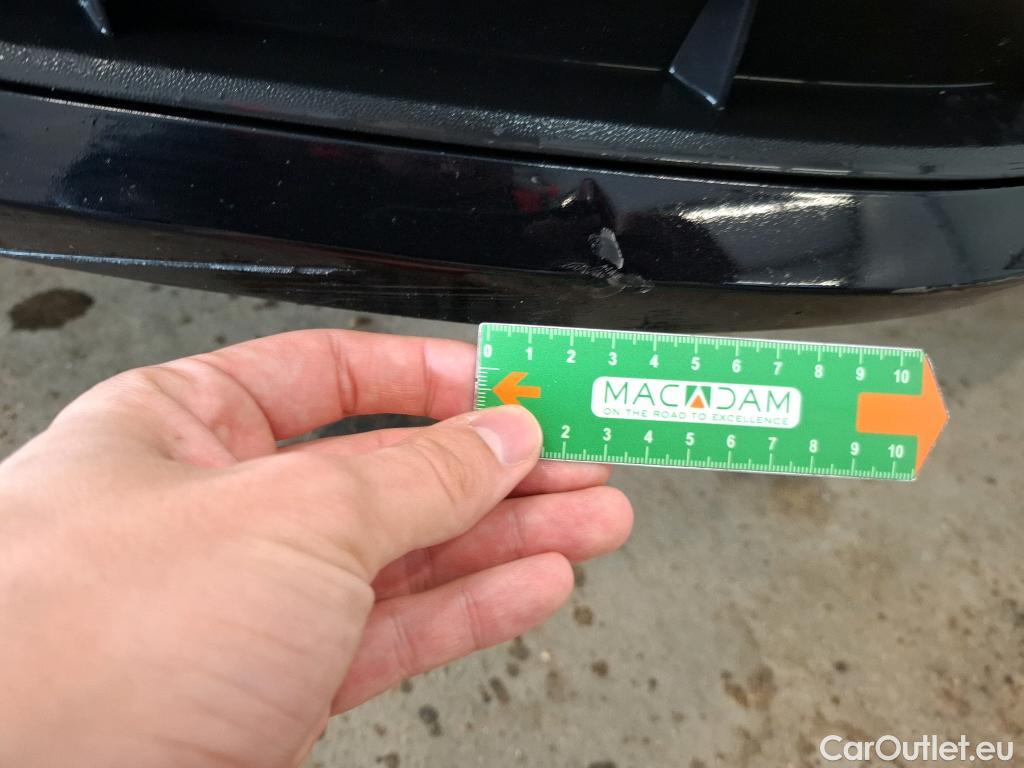 0 1 2 3 4 5 6 7 8 9 10
MACADAM
ON THE ROAD TO EXCELLENCE
2 3 4 5 6 7 8 9 10
CarOutlet.eu